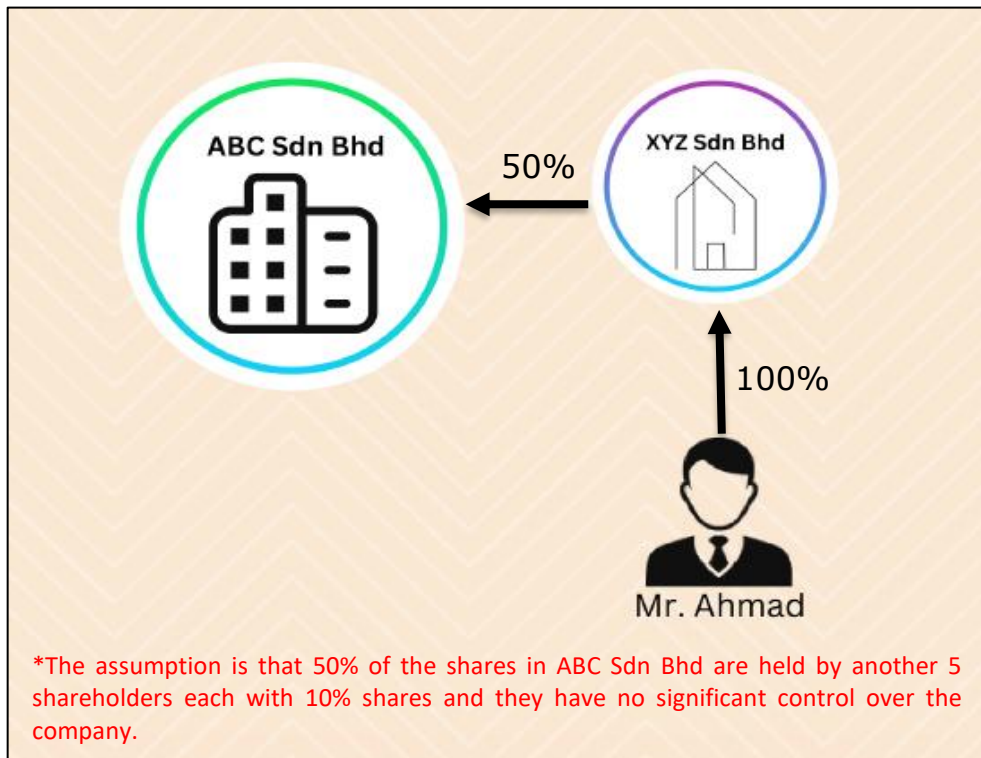 ABC Sdn Bhd
XYZ Sdn Bhd
50%
100%
Mr. Ahmad
*The assumption is that 50% of the shares in ABC Sdn Bhd are held by another 5
shareholders each with 10% shares and they have no significant control over the
company.